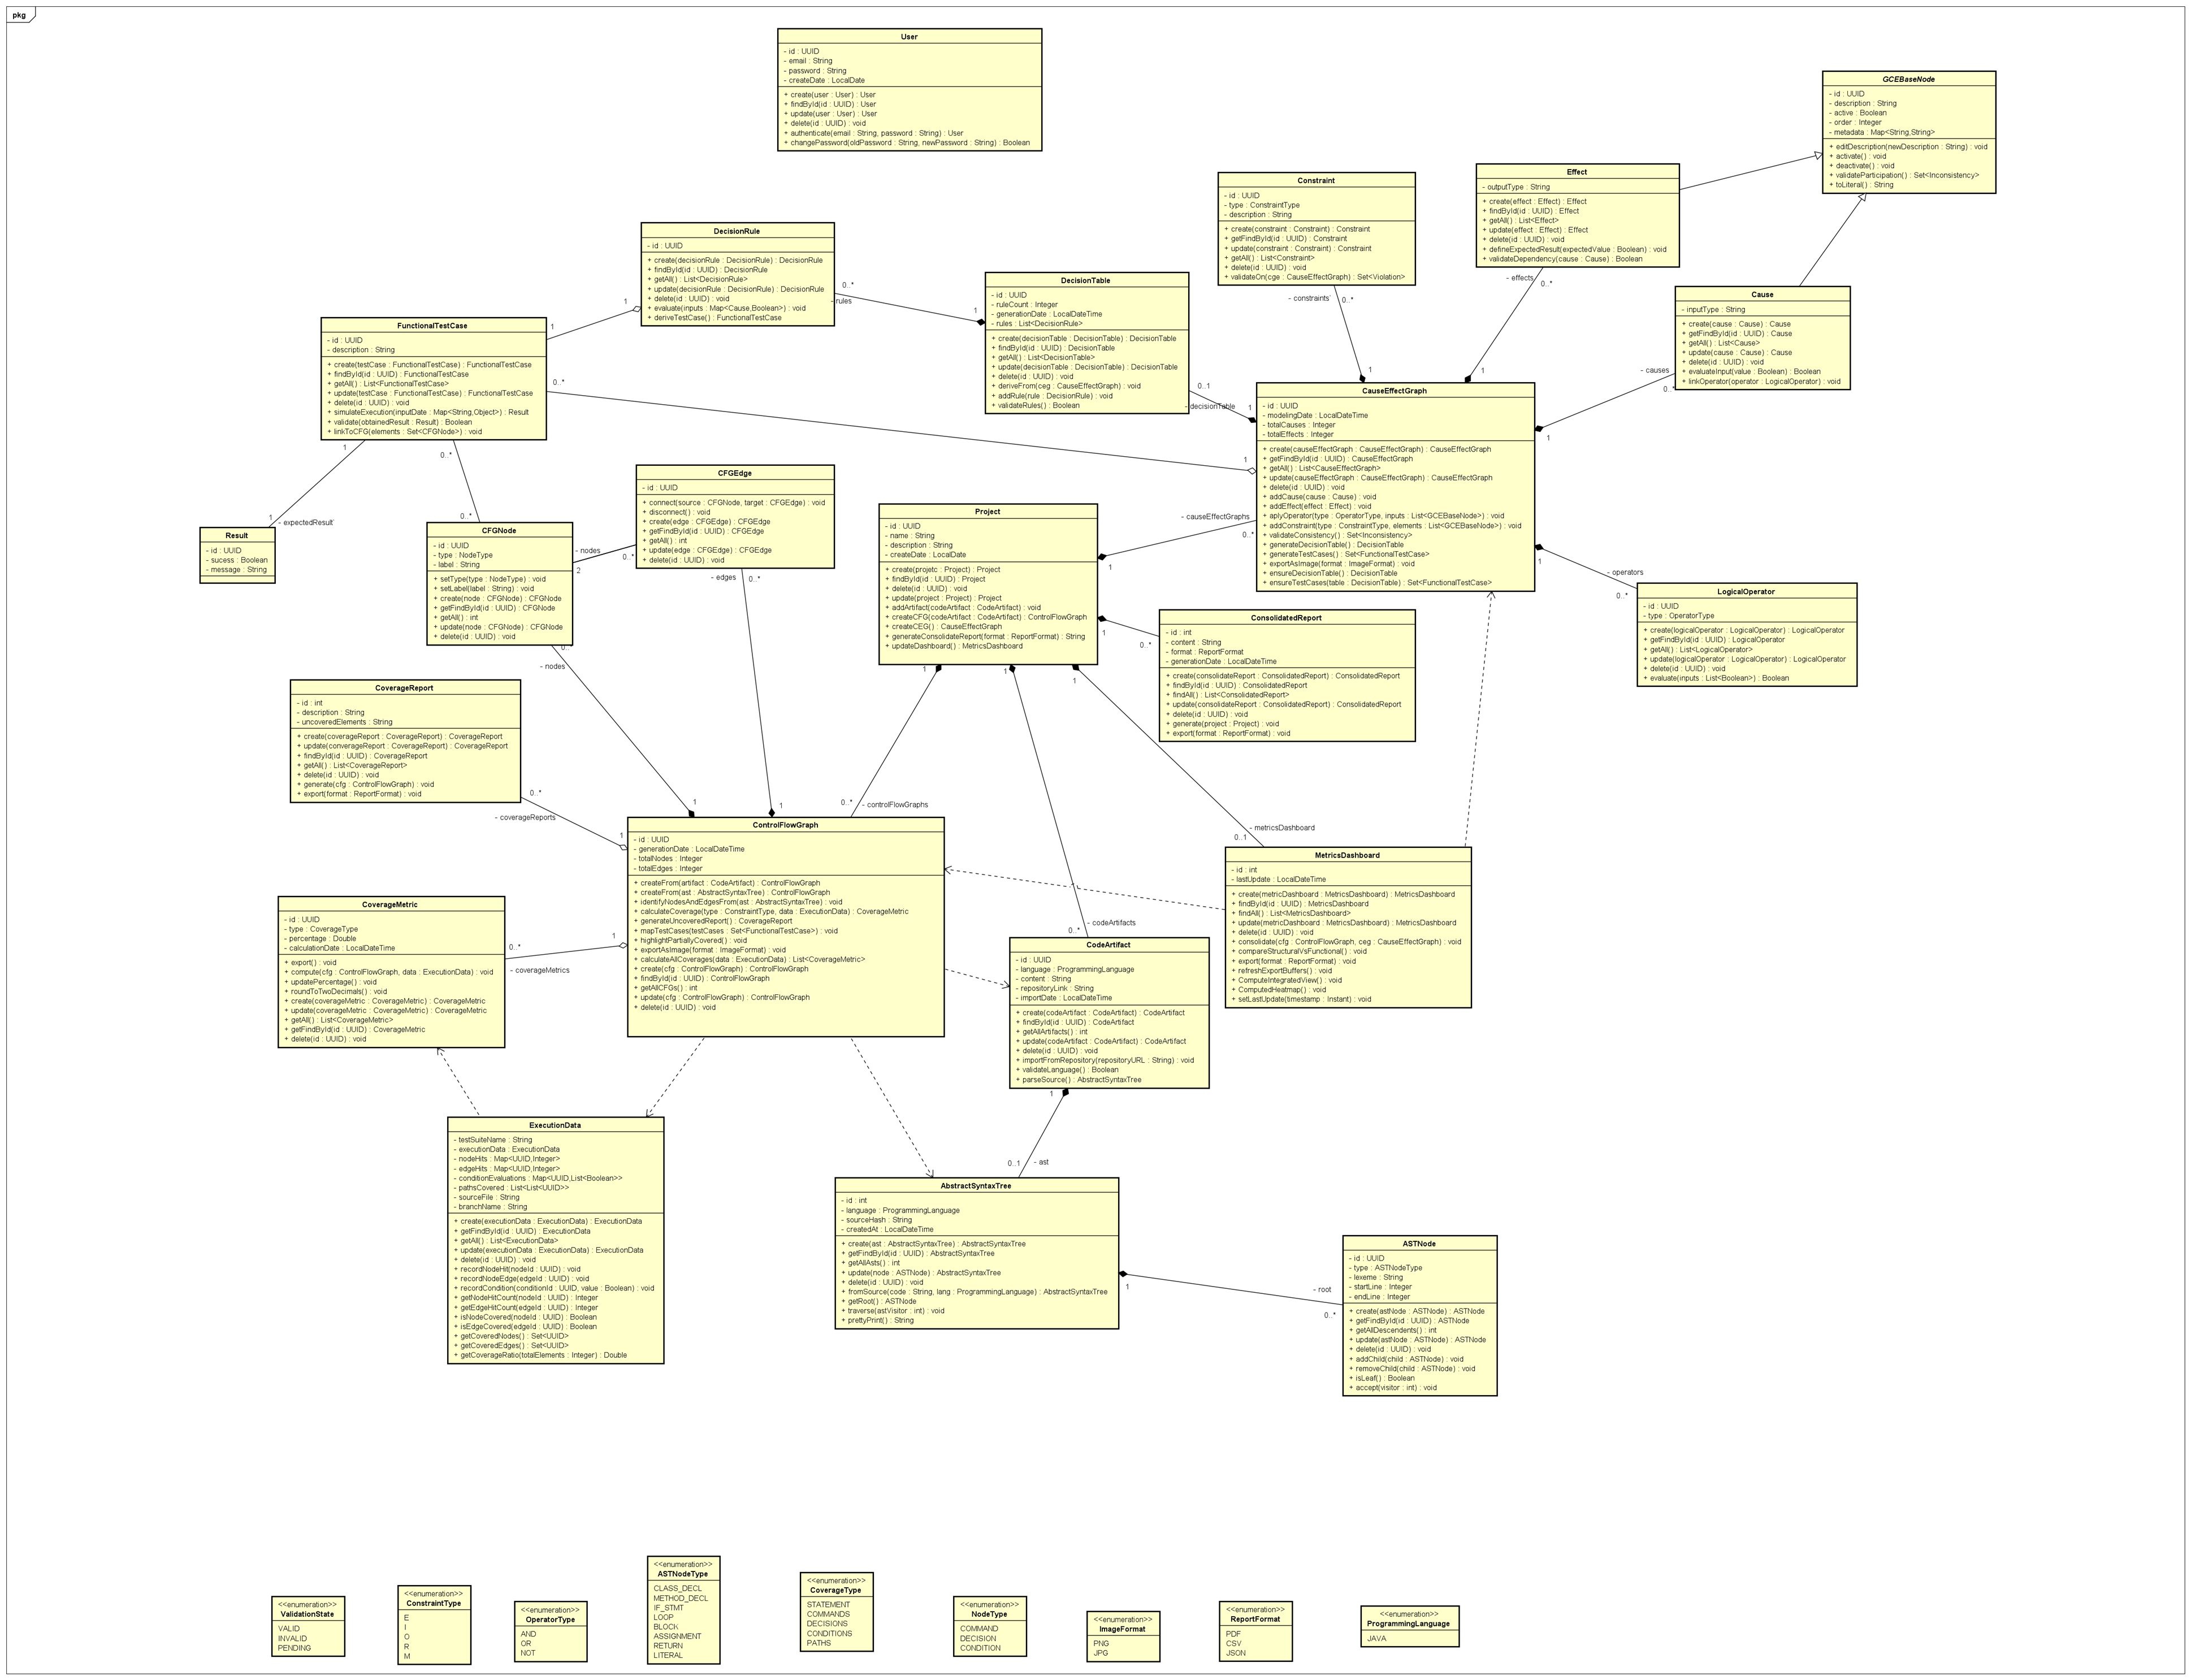 pkg
User
- id : UUID
- email : String
- password : String
- createDate : LocalDate
+ create(user : User) : User
+ findById(id : UUID) : User
+ update(user : User) : User
+ delete(id : UUID) : void
+ authenticate(email : String, password : String) : User
+ changePassword(oldPassword : String, newPassword : String) : Boolean
GCEBaseNode
- id : UUID
- description : String
- active : Boolean
- order : Integer
- metadata : Map<String,String>
+ editDescription(newDescription : String) : void
+ activate() : void
+ deactivate() : void
+ validateParticipation() : Set<Inconsistency>
+ toLiteral() : String
Effect
- outputType : String
+ create(effect : Effect) : Effect
+ findById(id : UUID) : Effect
+ getAll() : List<Effect>
+ update(effect : Effect) : Effect
+ delete(id : UUID) : void
+ defineExpectedResult(expectedValue : Boolean) : void
+ validateDependency(cause : Cause) : Boolean
- effects
0..*
1
Constraint
- id : UUID
- type : ConstraintType
- description : String
+ create(constraint : Constraint) : Constraint
+ getFindById(id : UUID) : Constraint
+ update(constraint : Constraint) : Constraint
+ getAll() : List<Constraint>
+ delete(id : UUID) : void
+ validateOn(cge : CauseEffectGraph) : Set<Violation>
- constraints
0..*
1
DecisionRule
- id : UUID
+ create(decisionRule : DecisionRule) : DecisionRule
+ findById(id : UUID) : DecisionRule
+ getAll() : List<DecisionRule>
+ update(decisionRule : DecisionRule) : DecisionRule
+ delete(id : UUID) : void
+ evaluate(inputs : Map<Cause,Boolean>) : void
+ deriveTestCase() : FunctionalTestCase
0..*
- rules
1
1
1
DecisionTable
- id : UUID
- ruleCount : Integer
- generationDate : LocalDateTime
- rules : List<DecisionRule>
+ create(decisionTable : DecisionTable) : DecisionTable
+ findById(id : UUID) : DecisionTable
+ getAll() : List<DecisionTable>
+ update(decisionTable : DecisionTable) : DecisionTable
+ delete(id : UUID) : void
+ deriveFrom(ceg : CauseEffectGraph) : void
+ addRule(rule : DecisionRule) : void
+ validateRules() : Boolean
0..1
- decisionTable
1
Cause
- inputType : String
+ create(cause : Cause) : Cause
+ getFindById(id : UUID) : Cause
+ getAll() : List<Cause>
+ update(cause : Cause) : Cause
+ delete(id : UUID) : void
+ evaluateInput(value : Boolean) : Boolean
+ linkOperator(operator : LogicalOperator) : void
- causes
0..*
1
FunctionalTestCase
- id : UUID
- description : String
+ create(testCase : FunctionalTestCase) : FunctionalTestCase
+ findById(id : UUID) : FunctionalTestCase
+ getAll() : List<FunctionalTestCase>
+ update(testCase : FunctionalTestCase) : FunctionalTestCase
+ delete(id : UUID) : void
+ simulateExecution(inputDate : Map<String,Object>) : Result
+ validate(obtainedResult : Result) : Boolean
+ linkToCFG(elements : Set<CFGNode>) : void
0..*
1
1
0..*
CauseEffectGraph
- id : UUID
- modelingDate : LocalDateTime
- totalCauses : Integer
- totalEffects : Integer
+ create(causeEffectGraph : CauseEffectGraph) : CauseEffectGraph
+ getFindById(id : UUID) : CauseEffectGraph
+ getAll() : List<CauseEffectGraph>
+ update(causeEffectGraph : CauseEffectGraph) : CauseEffectGraph
+ delete(id : UUID) : void
+ addCause(cause : Cause) : void
+ addEffect(effect : Effect) : void
+ aplyOperator(type : OperatorType, inputs : List<GCEBaseNode>) : void
+ addConstraint(type : ConstraintType, elements : List<GCEBaseNode>) : void
+ validateConsistency() : Set<Inconsistency>
+ generateDecisionTable() : DecisionTable
+ generateTestCases() : Set<FunctionalTestCase>
+ exportAsImage(format : ImageFormat) : void
+ ensureDecisionTable() : DecisionTable
+ ensureTestCases(table : DecisionTable) : Set<FunctionalTestCase>
CFGEdge
- id : UUID
+ connect(source : CFGNode, target : CFGEdge) : void
+ disconnect() : void
+ create(edge : CFGEdge) : CFGEdge
+ getFindById(id : UUID) : CFGEdge
+ getAll() : int
+ update(edge : CFGEdge) : CFGEdge
+ delete(id : UUID) : void
- edges
0..*
Project
- id : UUID
- name : String
- description : String
- createDate : LocalDate
+ create(projetc : Project) : Project
+ findById(id : UUID) : Project
+ delete(id : UUID) : void
+ update(project : Project) : Project
+ addArtifact(codeArtifact : CodeArtifact) : void
+ createCFG(codeArtifact : CodeArtifact) : ControlFlowGraph
+ createCEG() : CauseEffectGraph
+ generateConsolidateReport(format : ReportFormat) : String
+ updateDashboard() : MetricsDashboard
- causeEffectGraphs
0..*
1
1
0..*
1
1
1
Result
- id : UUID
- sucess : Boolean
- message : String
1
- expectedResult
CFGNode
- id : UUID
- type : NodeType
- label : String
+ setType(type : NodeType) : void
+ setLabel(label : String) : void
+ create(node : CFGNode) : CFGNode
+ getFindById(id : UUID) : CFGNode
+ getAll() : int
+ update(node : CFGNode) : CFGNode
+ delete(id : UUID) : void
0..*
- nodes
2
0..*
0..*
- nodes
1
1
LogicalOperator
- id : UUID
- type : OperatorType
+ create(logicalOperator : LogicalOperator) : LogicalOperator
+ getFindById(id : UUID) : LogicalOperator
+ getAll() : List<LogicalOperator>
+ update(logicalOperator : LogicalOperator) : LogicalOperator
+ delete(id : UUID) : void
+ evaluate(inputs : List<Boolean>) : Boolean
- operators
0..*
1
ConsolidatedReport
- id : int
- content : String
- format : ReportFormat
- generationDate : LocalDateTime
+ create(consolidateReport : ConsolidatedReport) : ConsolidatedReport
+ findById(id : UUID) : ConsolidatedReport
+ findAll() : List<ConsolidatedReport>
+ update(consolidateReport : ConsolidatedReport) : ConsolidatedReport
+ delete(id : UUID) : void
+ generate(project : Project) : void
+ export(format : ReportFormat) : void
CoverageReport
- id : int
- description : String
- uncoveredElements : String
+ create(coverageReport : CoverageReport) : CoverageReport
+ update(converageReport : CoverageReport) : CoverageReport
+ findById(id : UUID) : CoverageReport
+ getAll() : List<CoverageReport>
+ delete(id : UUID) : void
+ generate(cfg : ControlFlowGraph) : void
+ export(format : ReportFormat) : void
0..*
- coverageReports
1
0..*
- controlFlowGraphs
ControlFlowGraph
- id : UUID
- generationDate : LocalDateTime
- totalNodes : Integer
- totalEdges : Integer
+ createFrom(artifact : CodeArtifact) : ControlFlowGraph
+ createFrom(ast : AbstractSyntaxTree) : ControlFlowGraph
+ identifyNodesAndEdgesFrom(ast : AbstractSyntaxTree) : void
+ calculateCoverage(type : ConstraintType, data : ExecutionData) : CoverageMetric
+ generateUncoveredReport() : CoverageReport
+ mapTestCases(testCases : Set<FunctionalTestCase>) : void
+ highlightPartiallyCovered() : void
+ exportAsImage(format : ImageFormat) : void
+ calculateAllCoverages(data : ExecutionData) : List<CoverageMetric>
+ create(cfg : ControlFlowGraph) : ControlFlowGraph
+ findById(id : UUID) : ControlFlowGraph
+ getAllCFGs() : int
+ update(cfg : ControlFlowGraph) : ControlFlowGraph
+ delete(id : UUID) : void
- metricsDashboard
0..1
MetricsDashboard
- id : int
- lastUpdate : LocalDateTime
+ create(metricDashboard : MetricsDashboard) : MetricsDashboard
+ findById(id : UUID) : MetricsDashboard
+ findAll() : List<MetricsDashboard>
+ update(metricDashboard : MetricsDashboard) : MetricsDashboard
+ delete(id : UUID) : void
+ consolidate(cfg : ControlFlowGraph, ceg : CauseEffectGraph) : void
+ compareStructuralVsFunctional() : void
+ export(format : ReportFormat) : void
+ refreshExportBuffers() : void
+ ComputeIntegratedView() : void
+ ComputedHeatmap() : void
+ setLastUpdate(timestamp : Instant) : void
CoverageMetric
- id : UUID
- type : CoverageType
- percentage : Double
- calculationDate : LocalDateTime
+ export() : void
+ compute(cfg : ControlFlowGraph, data : ExecutionData) : void
+ updatePercentage() : void
+ roundToTwoDecimals() : void
+ create(coverageMetric : CoverageMetric) : CoverageMetric
+ update(coverageMetric : CoverageMetric) : CoverageMetric
+ getAll() : List<CoverageMetric>
+ getFindById(id : UUID) : CoverageMetric
+ delete(id : UUID) : void
0..*
- coverageMetrics
1
- codeArtifacts
0..*
CodeArtifact
- id : UUID
- language : ProgrammingLanguage
- content : String
- repositoryLink : String
- importDate : LocalDateTime
+ create(codeArtifact : CodeArtifact) : CodeArtifact
+ findById(id : UUID) : CodeArtifact
+ getAllArtifacts() : int
+ update(codeArtifact : CodeArtifact) : CodeArtifact
+ delete(id : UUID) : void
+ importFromRepository(repositoryURL : String) : void
+ validateLanguage() : Boolean
+ parseSource() : AbstractSyntaxTree
1
0..1
- ast
ExecutionData
- testSuiteName : String
- executionData : ExecutionData
- nodeHits : Map<UUID,Integer>
- edgeHits : Map<UUID,Integer>
- conditionEvaluations : Map<UUID,List<Boolean>>
- pathsCovered : List<List<UUID>>
- sourceFile : String
- branchName : String
+ create(executionData : ExecutionData) : ExecutionData
+ getFindById(id : UUID) : ExecutionData
+ getAll() : List<ExecutionData>
+ update(executionData : ExecutionData) : ExecutionData
+ delete(id : UUID) : void
+ recordNodeHit(nodeId : UUID) : void
+ recordNodeEdge(edgeId : UUID) : void
+ recordCondition(conditionId : UUID, value : Boolean) : void
+ getNodeHitCount(nodeId : UUID) : Integer
+ getEdgeHitCount(edgeId : UUID) : Integer
+ isNodeCovered(nodeId : UUID) : Boolean
+ isEdgeCovered(edgeId : UUID) : Boolean
+ getCoveredNodes() : Set<UUID>
+ getCoveredEdges() : Set<UUID>
+ getCoverageRatio(totalElements : Integer) : Double
AbstractSyntaxTree
- id : int
- language : ProgrammingLanguage
- sourceHash : String
- createdAt : LocalDateTime
+ create(ast : AbstractSyntaxTree) : AbstractSyntaxTree
+ getFindById(id : UUID) : AbstractSyntaxTree
+ getAllAsts() : int
+ update(node : ASTNode) : AbstractSyntaxTree
+ delete(id : UUID) : void
+ fromSource(code : String, lang : ProgrammingLanguage) : AbstractSyntaxTree
+ getRoot() : ASTNode
+ traverse(astVisitor : int) : void
+ prettyPrint() : String
1
- root
0..*
ASTNode
- id : UUID
- type : ASTNodeType
- lexeme : String
- startLine : Integer
- endLine : Integer
+ create(astNode : ASTNode) : ASTNode
+ getFindById(id : UUID) : ASTNode
+ getAllDescendents() : int
+ update(astNode : ASTNode) : ASTNode
+ delete(id : UUID) : void
+ addChild(child : ASTNode) : void
+ removeChild(child : ASTNode) : void
+ isLeaf() : Boolean
+ accept(visitor : int) : void
<<enumeration>>
ValidationState
VALID
INVALID
PENDING
<<enumeration>>
ConstraintType
E
I
O
R
M
<<enumeration>>
OperatorType
AND
OR
NOT
<<enumeration>>
ASTNodeType
CLASS_DECL
METHOD_DECL
IF_STMT
LOOP
BLOCK
ASSIGNMENT
RETURN
LITERAL
<<enumeration>>
CoverageType
STATEMENT
COMMANDS
DECISIONS
CONDITIONS
PATHS
<<enumeration>>
NodeType
COMMAND
DECISION
CONDITION
<<enumeration>>
ImageFormat
PNG
JPG
<<enumeration>>
ReportFormat
PDF
CSV
JSON
<<enumeration>>
ProgrammingLanguage
JAVA